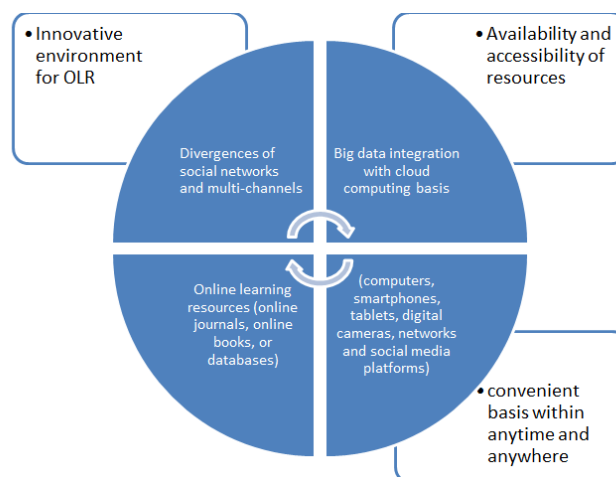 • Innovative
environment
for OLR
• Availability and
accessibility of
resources
Divergences of
social networks
and multi-channels
Big data integration
with cloud
computing basis
Online learning
resources (online
journals, online
books, or
databases)
(computers,
smartphones,
tablets, digital
cameras, networks
and social media
platforms)
• convenient
basis within
anytime and
anywhere